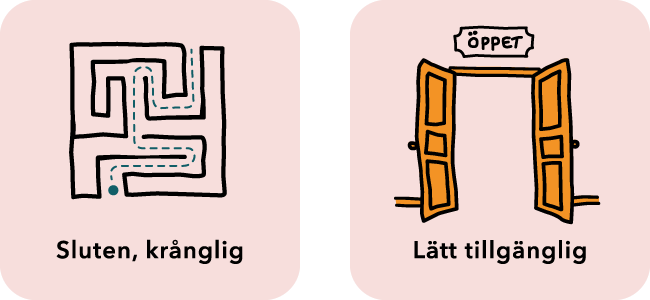 ÖPPET
Sluten, krånglig
Lätt tillgänglig